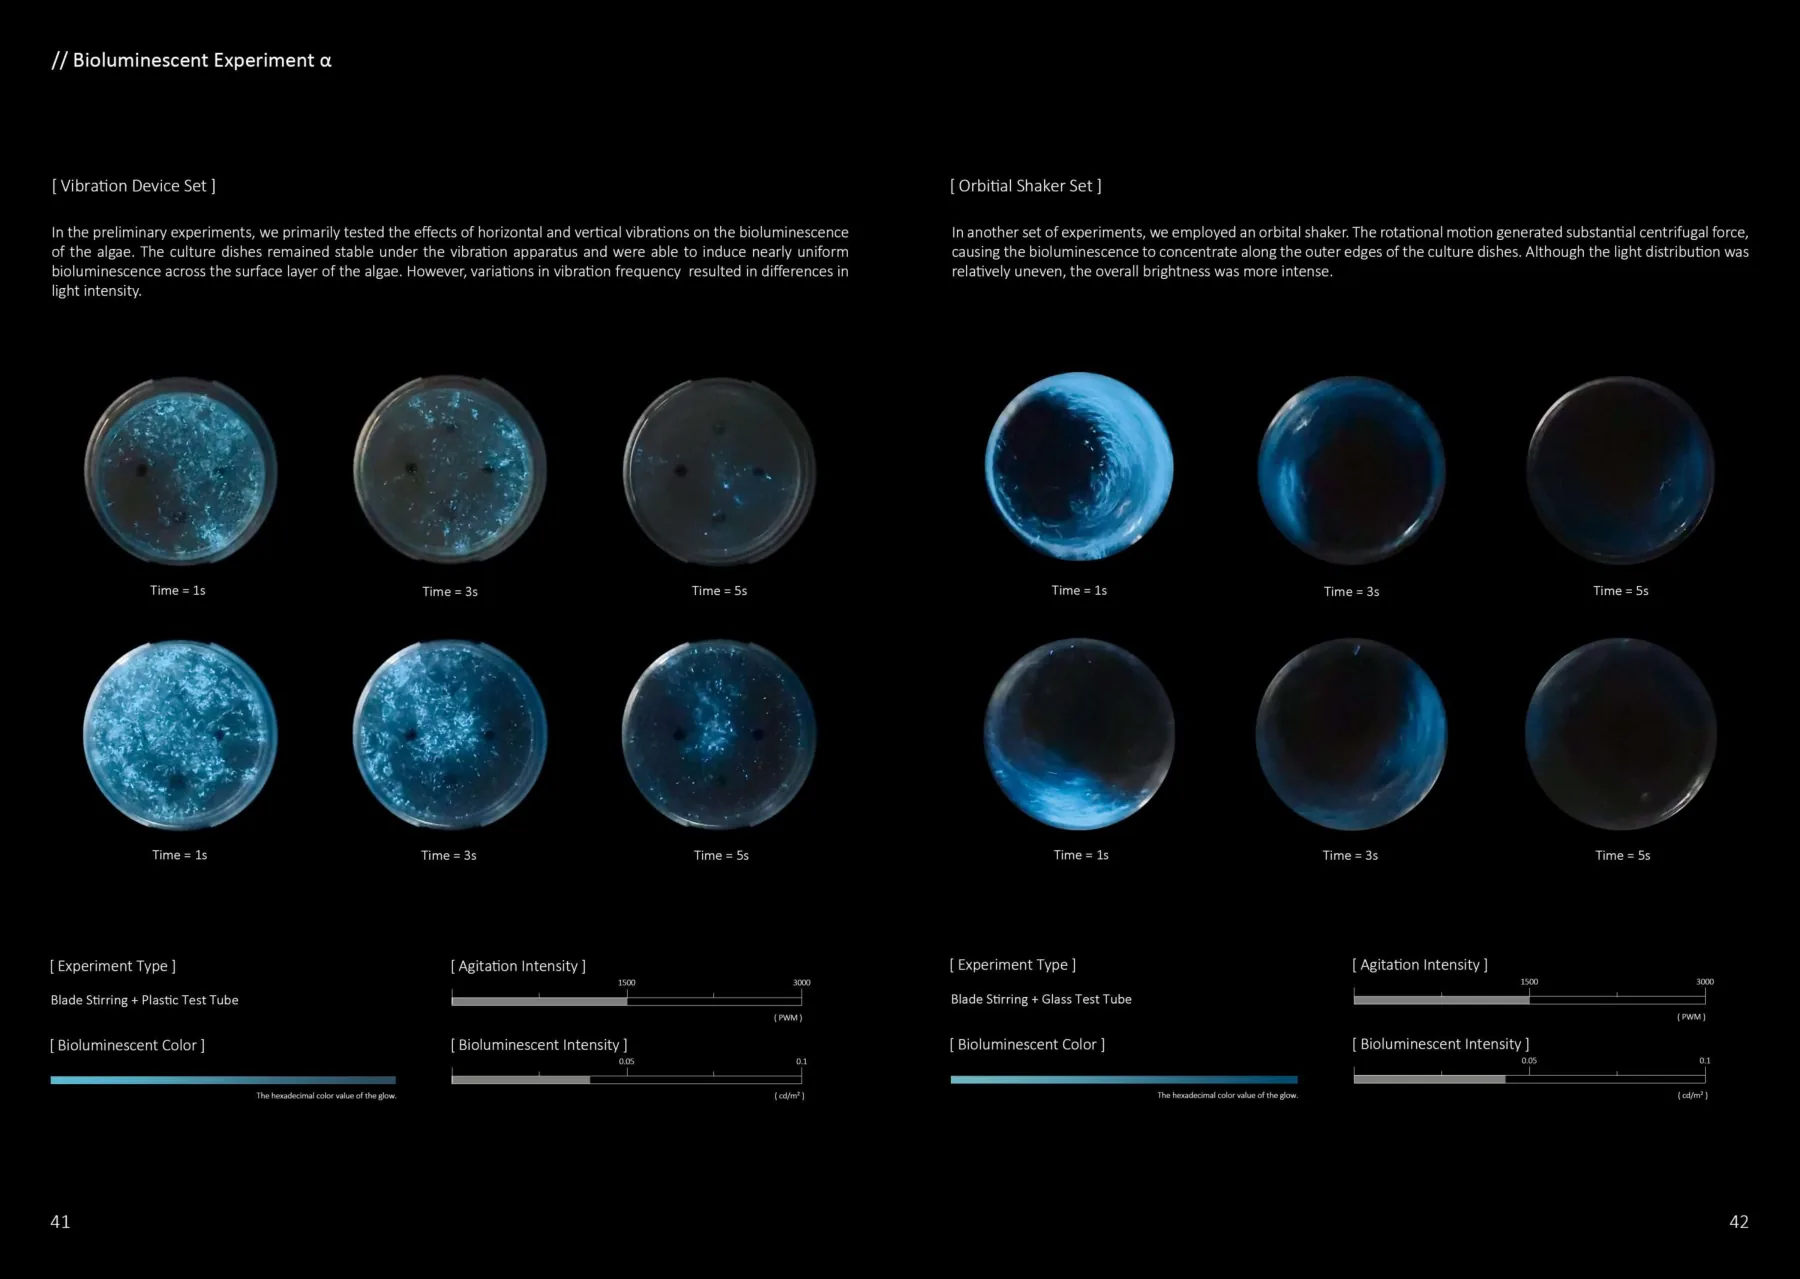 // Bioluminescent Experiment α
[ Vibration Device Set ]
In the preliminary experiments, we primarily tested the effects of horizontal and vertical vibrations on the bioluminescence
of the algae. The culture dishes remained stable under the vibration apparatus and were able to induce nearly uniform
bioluminescence across the surface layer of the algae. However, variations in vibration frequency resulted in differences in
light intensity.
Time = 1s
Time = 3s
Time = 5s
Time = 1s
Time = 3s
Time = 5s
[ Experiment Type ]
Blade Stirring + Plastic Test Tube
[ Bioluminescent Color ]
The hexadecimal color value of the glow.
[ Agitation Intensity ]
1500
3000
( PWM )
[ Bioluminescent Intensity ]
0.05
0.1
( cd/m² )
41
[ Orbitial Shaker Set ]
In another set of experiments, we employed an orbital shaker. The rotational motion generated substantial centrifugal force,
causing the bioluminescence to concentrate along the outer edges of the culture dishes. Although the light distribution was
relatively uneven, the overall brightness was more intense.
Time = 1s
Time = 3s
Time = 5s
Time = 1s
Time = 3s
Time = 5s
[ Experiment Type ]
Blade Stirring + Glass Test Tube
[ Bioluminescent Color ]
The hexadecimal color value of the glow.
[ Agitation Intensity ]
1500
3000
( PWM )
[ Bioluminescent Intensity ]
0.05
0.1
( cd/m² )
42